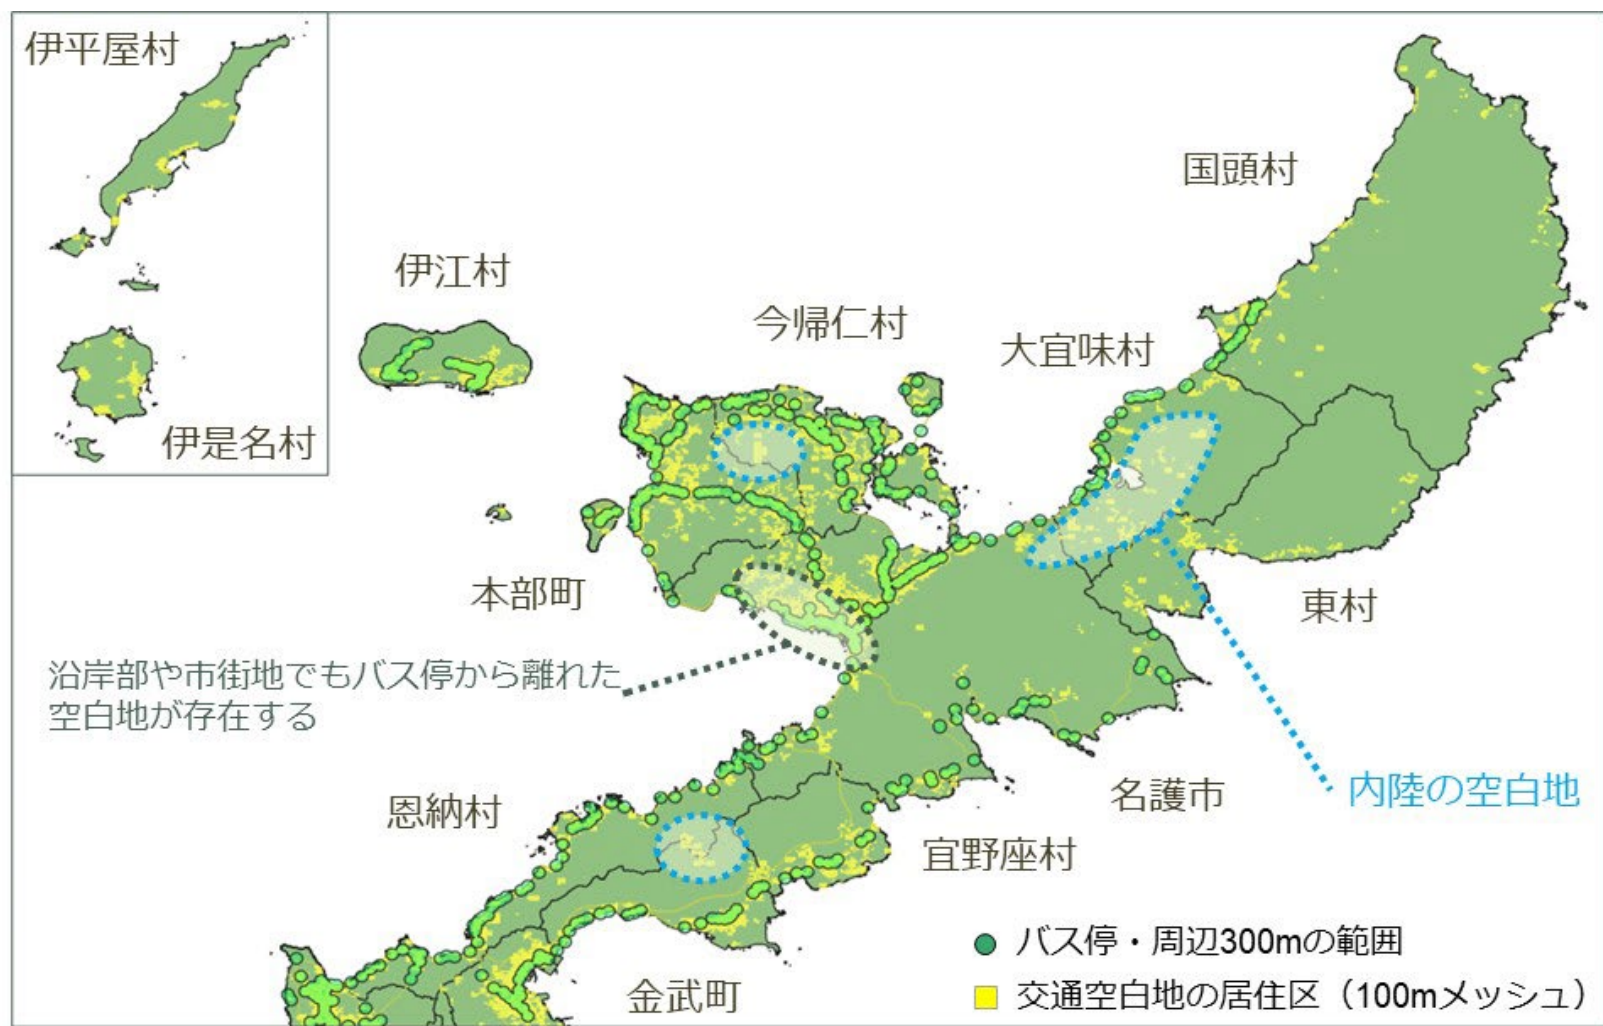 伊平屋村
国頭村
伊江村
今帰仁村
大宜味村
伊是名村
本部町
東村
沿岸部や市街地でもバス停から離れた
空白地が存在する
恩納村
名護市
内陸の空白地
宜野座村
金武町
バス停・周辺300mの範囲
交通空白地の居住区（100mメッシュ）